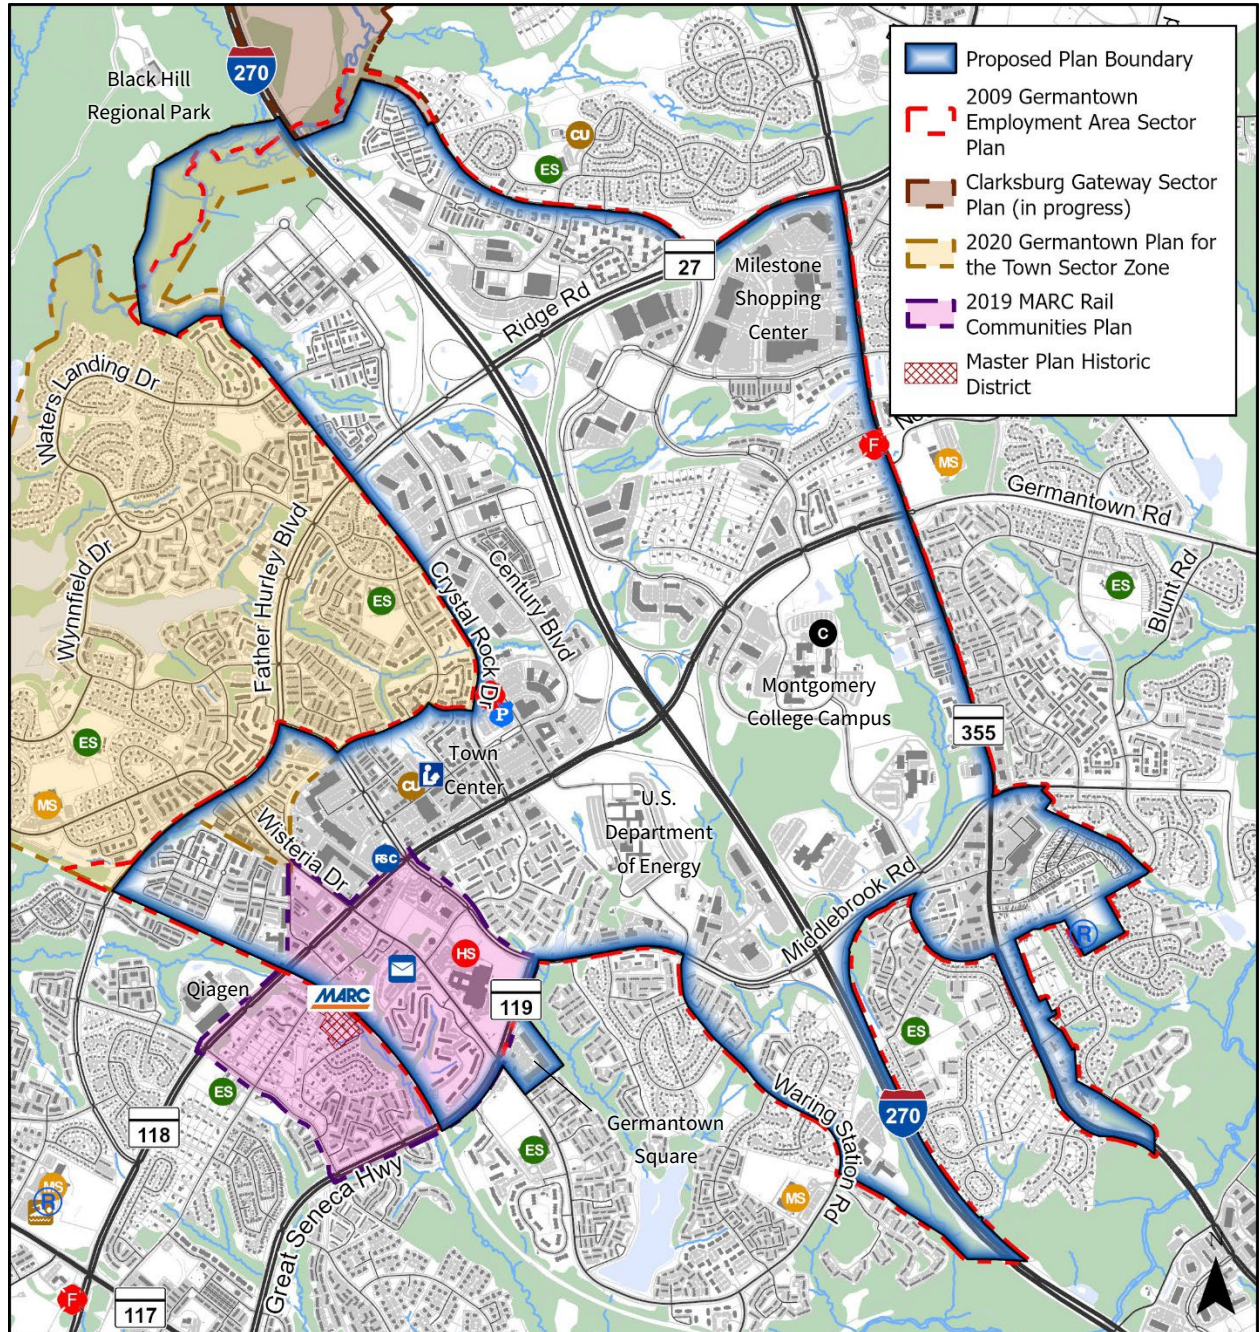 270
Black Hill
Regional Park
CU
ES
Proposed Plan Boundary
2009 Germantown
Employment Area Sector
Plan
Clarksburg Gateway Sector
Plan (in progress)
2020 Germantown Plan for
the Town Sector Zone
2019 MARC Rail
Communities Plan
Master Plan Historic
District
27
Milestone
Shopping
Center
Ridge Rd
Waters Landing Dr
F
MS
Germantown Rd
Father Hurley Blvd
Wynnfield Dr
ES
Crystal Rock Dr
Century Blvd
ES
Blunt Rd
C
Montgomery
College Campus
P
355
ES
MS
Town
Center
CU
Wisteria Dr
RSC
U.S.
Department
of Energy
Middlebrook Rd
R
HS
Qiagen
MARC
119
ES
ES
118
Germantown
Square
Waring Station Rd
270
ES
MS
MS
R
Great Seneca Hwy
F
117